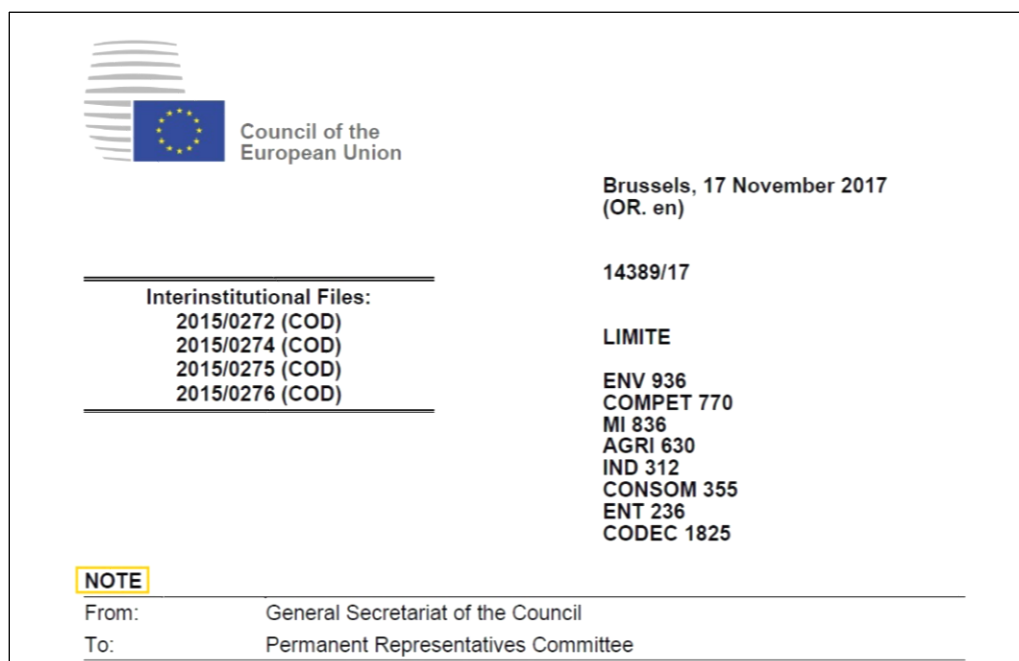 Council of the
European Union
Brussels, 17 November 2017
(OR. en)
14389/17
Interinstitutional Files:
2015/0272 (COD)
2015/0274 (COD)
2015/0275 (COD)
2015/0276 (COD)
LIMITE
ENV 936
COMPET 770
MI 836
AGRI 630
IND 312
CONSOM 355
ENT 236
CODEC 1825
NOTE
From: General Secretariat of the Council
To: Permanent Representatives Committee